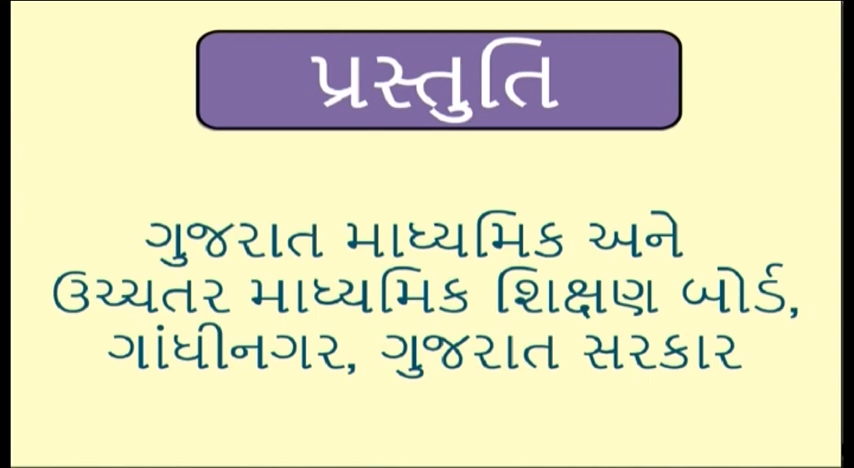 પ્રસ્તુતિ
ગુજરાત માધ્યમિક અને
ઉચ્ચતર માધ્યમિક શિક્ષણ બોર્ડ,
ગાંધીનગર, ગુજરાત સરકાર